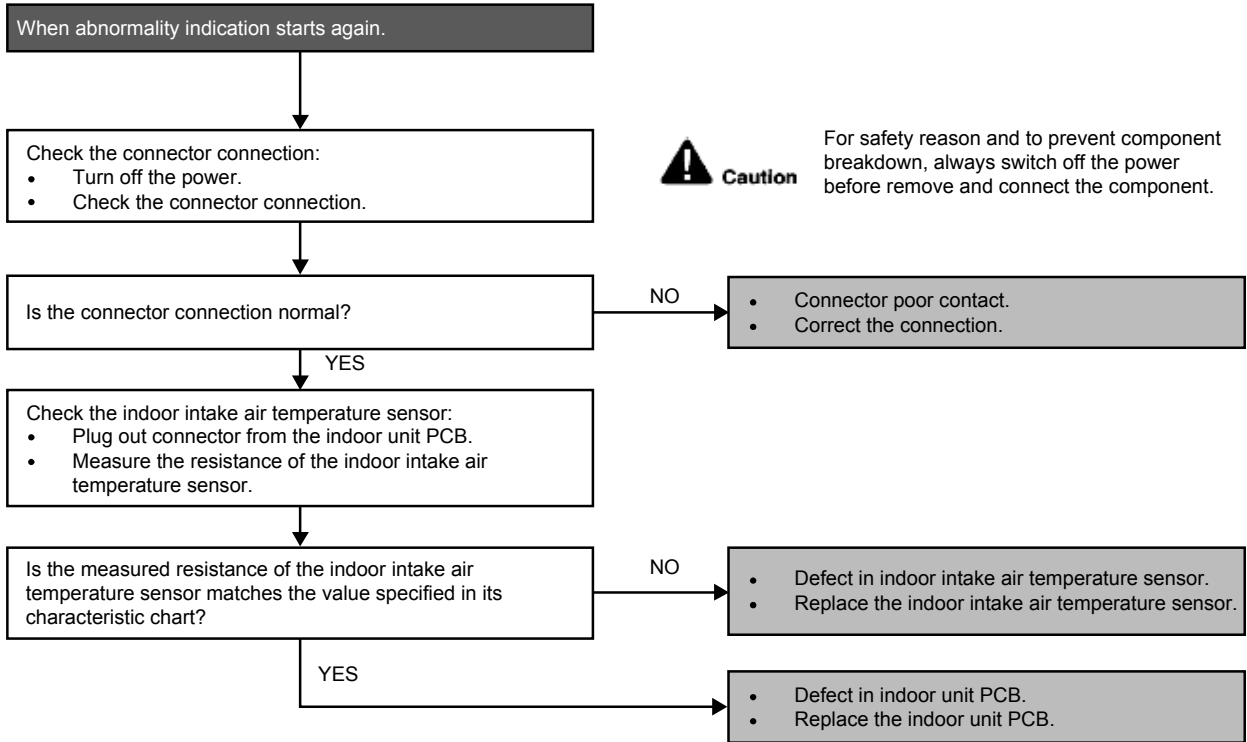 When abnormality indication starts again.
Check the connector connection:
• Turn off the power.
• Check the connector connection.
Caution
For safety reason and to prevent component
breakdown, always switch off the power
before remove and connect the component.
Is the connector connection normal?
NO
• Connector poor contact.
• Correct the connection.
YES
Check the indoor intake air temperature sensor:
• Plug out connector from the indoor unit PCB.
• Measure the resistance of the indoor intake air
temperature sensor.
Is the measured resistance of the indoor intake air
temperature sensor matches the value specified in its
characteristic chart?
NO
• Defect in indoor intake air temperature sensor.
• Replace the indoor intake air temperature sensor.
YES
• Defect in indoor unit PCB.
• Replace the indoor unit PCB.